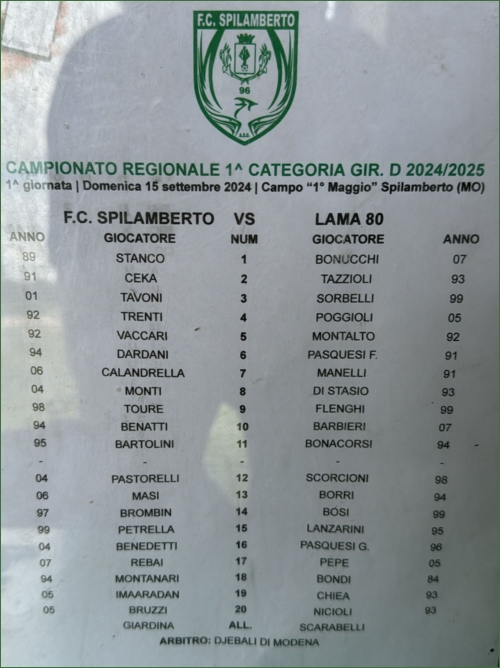 F.C. SPILAMBERTO
96
A.S.D.
CAMPIONATO REGIONALE 1^ CATEGORIA GIR. D 2024/2025
1^ giornata | Domenica 15 settembre 2024 | Campo "1° Maggio" Spilamberto (MO)
F.C. SPILAMBERTO VS LAMA 80
ANNO GIOCATORE NUM GIOCATORE ANNO
89 STANCO 1 BONUCCHI 07
91 CEKA 2 TAZZIOLI 93
01 TAVONI 3 SORBELLI 99
92 TRENTI 4 POGGIOLI 05
92 VACCARI 5 MONTALTO 92
94 DARDANI 6 PASQUESI F. 91
06 CALANDRELLA 7 MANELLI 91
04 MONTI 8 DI STASIO 93
98 TOURE 9 FLENGHI 99
94 BENATTI 10 BARBIERI 07
95 BARTOLINI 11 BONACORSI 94
- - - -
04 PASTORELLI 12 SCORCIONI 98
06 MASI 13 BORRI 94
97 BROMBIN 14 BOSI 99
99 PETRELLA 15 LANZARINI 95
04 BENEDETTI 16 PASQUESI G. 96
07 REBAI 17 PEPE 05
94 MONTANARI 18 BONDI 84
05 IMAARADAN 19 CHIEA 93
05 BRUZZI 20 NICIOLI 93
GIARDINA ALL. SCARABELLI
ARBITRO: DJEBALI DI MODENA